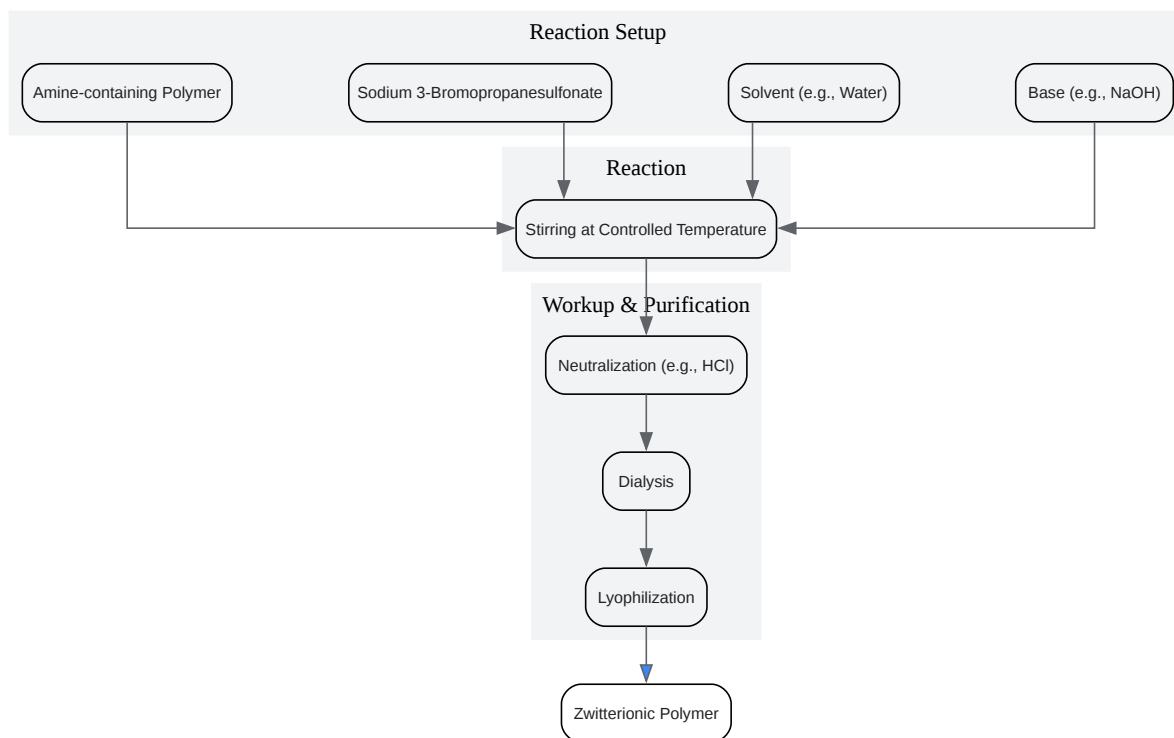 Reaction Setup
Amine-containing Polymer
Sodium 3-Bromopropanesulfonate
Solvent (e.g., Water)
Base (e.g., NaOH)
Reaction
Stirring at Controlled Temperature
Workup & Purification
Neutralization (e.g., HCl)
Dialysis
Lyophilization
Zwitterionic Polymer